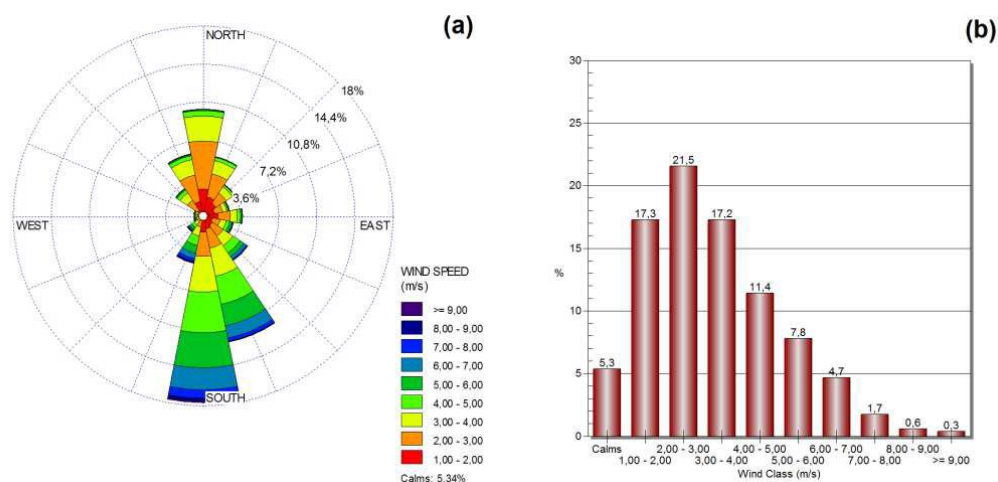 (a)
NORTH
18%
14,4%
10,8%
7,2%
3,6%
WEST
EAST
SOUTH
WIND SPEED
(m/s)
>= 9,00
8,00 - 9,00
7,00 - 8,00
6,00 - 7,00
5,00 - 6,00
4,00 - 5,00
3,00 - 4,00
2,00 - 3,00
1,00 - 2,00
Calms: 5.34%
(b)
30
25
20
15
10
5
0
%
5,3
17,3
21,5
17,2
11,4
7,8
4,7
1,7
0,6
0,3
Calms 2,00 - 3,00 4,00 - 5,00 6,00 - 7,00 8,00 - 9,00
1,00 - 2,00 3,00 - 4,00 5,00 - 6,00 7,00 - 8,00 >= 9,00
Wind Class (m/s)